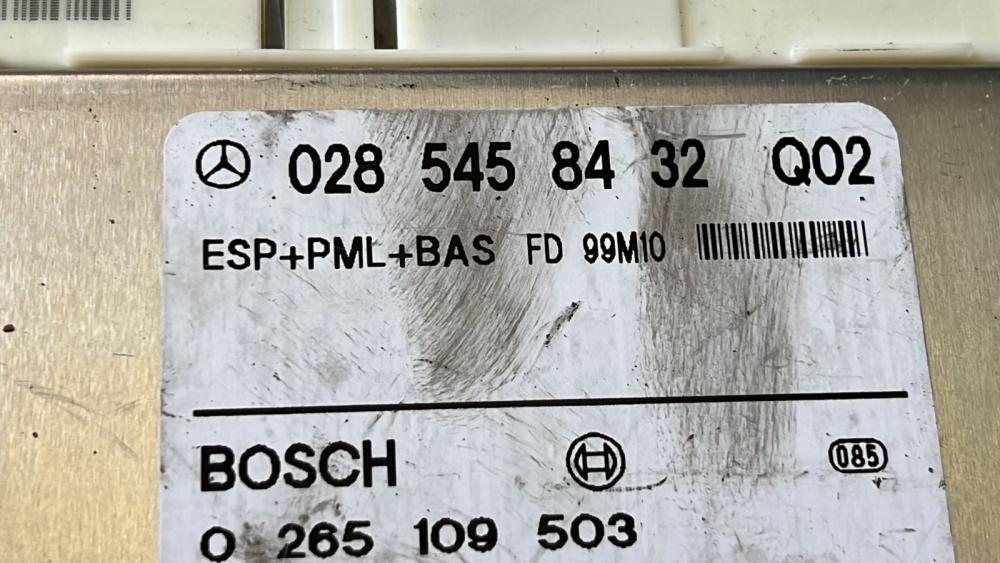 028 545 84 32 Q02
ESP+PML+BAS FD 99M10
BOSCH
085
0 265 109 503